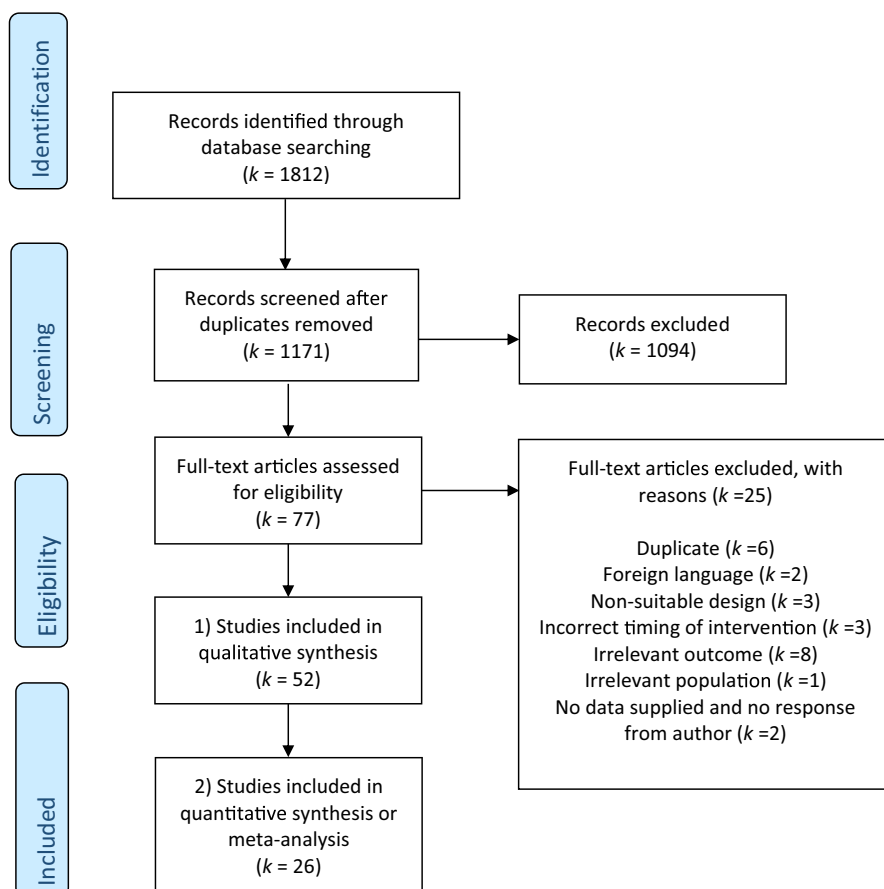 Identification
Records identified through
database searching
(k = 1812)
Screening
Records screened after
duplicates removed
(k = 1171)
Records excluded
(k = 1094)
Eligibility
Full-text articles assessed
for eligibility
(k = 77)
Full-text articles excluded, with
reasons (k =25)
Duplicate (k =6)
Foreign language (k =2)
Non-suitable design (k =3)
Incorrect timing of intervention (k =3)
Irrelevant outcome (k =8)
Irrelevant population (k =1)
No data supplied and no response
from author (k =2)
1) Studies included in
qualitative synthesis
(k = 52)
Included
2) Studies included in
quantitative synthesis or
meta-analysis
(k = 26)